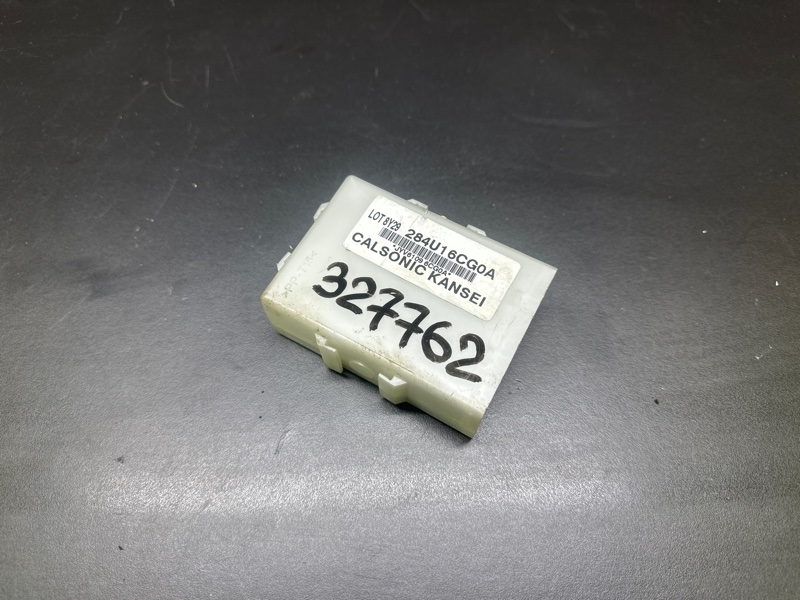 LOT 8Y29 284U16CG0A
CALSONIC KANSEI
327762